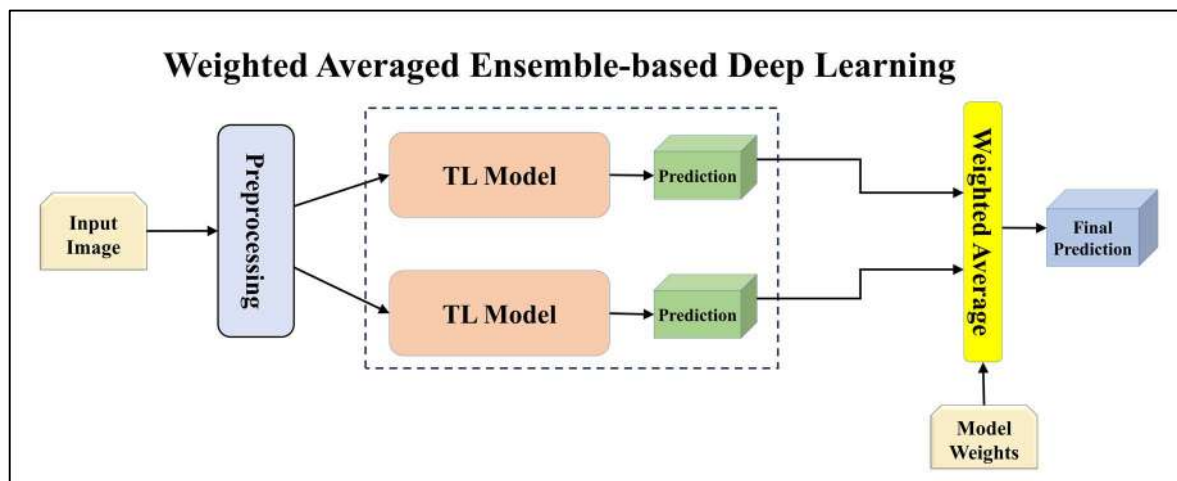 Weighted Averaged Ensemble-based Deep Learning
Input
Image
Preprocessing
TL Model
Prediction
TL Model
Prediction
Weighted Average
Final
Prediction
Model
Weights